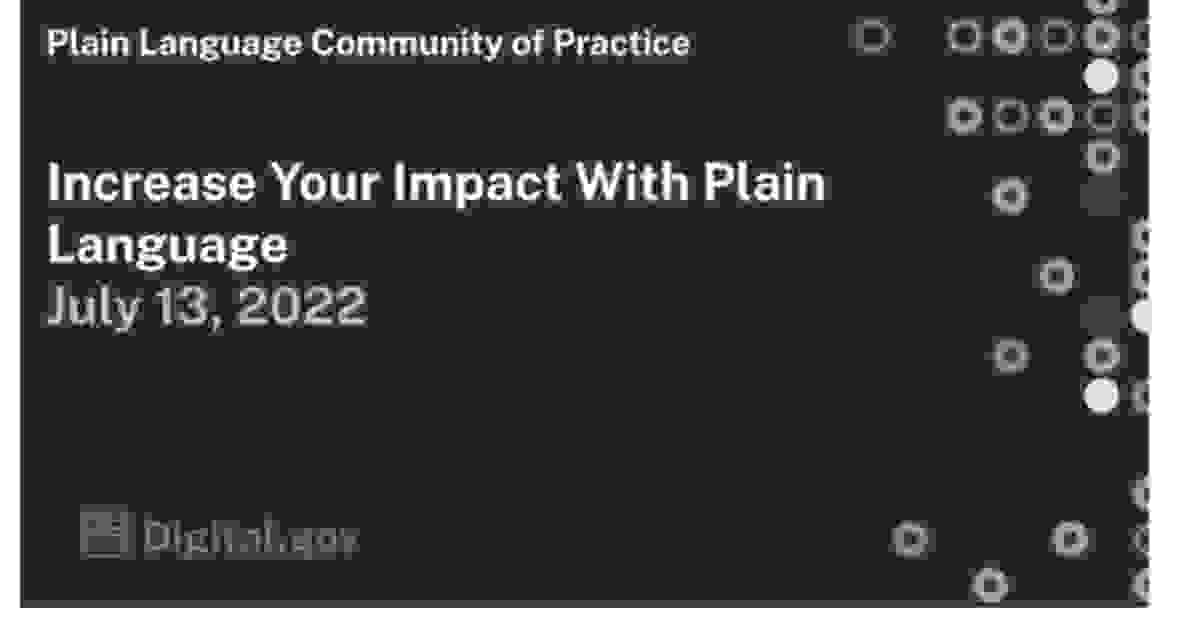 Plain Language Community of Practice
Increase Your Impact With Plain
Language
July 13, 2022
Digital.gov